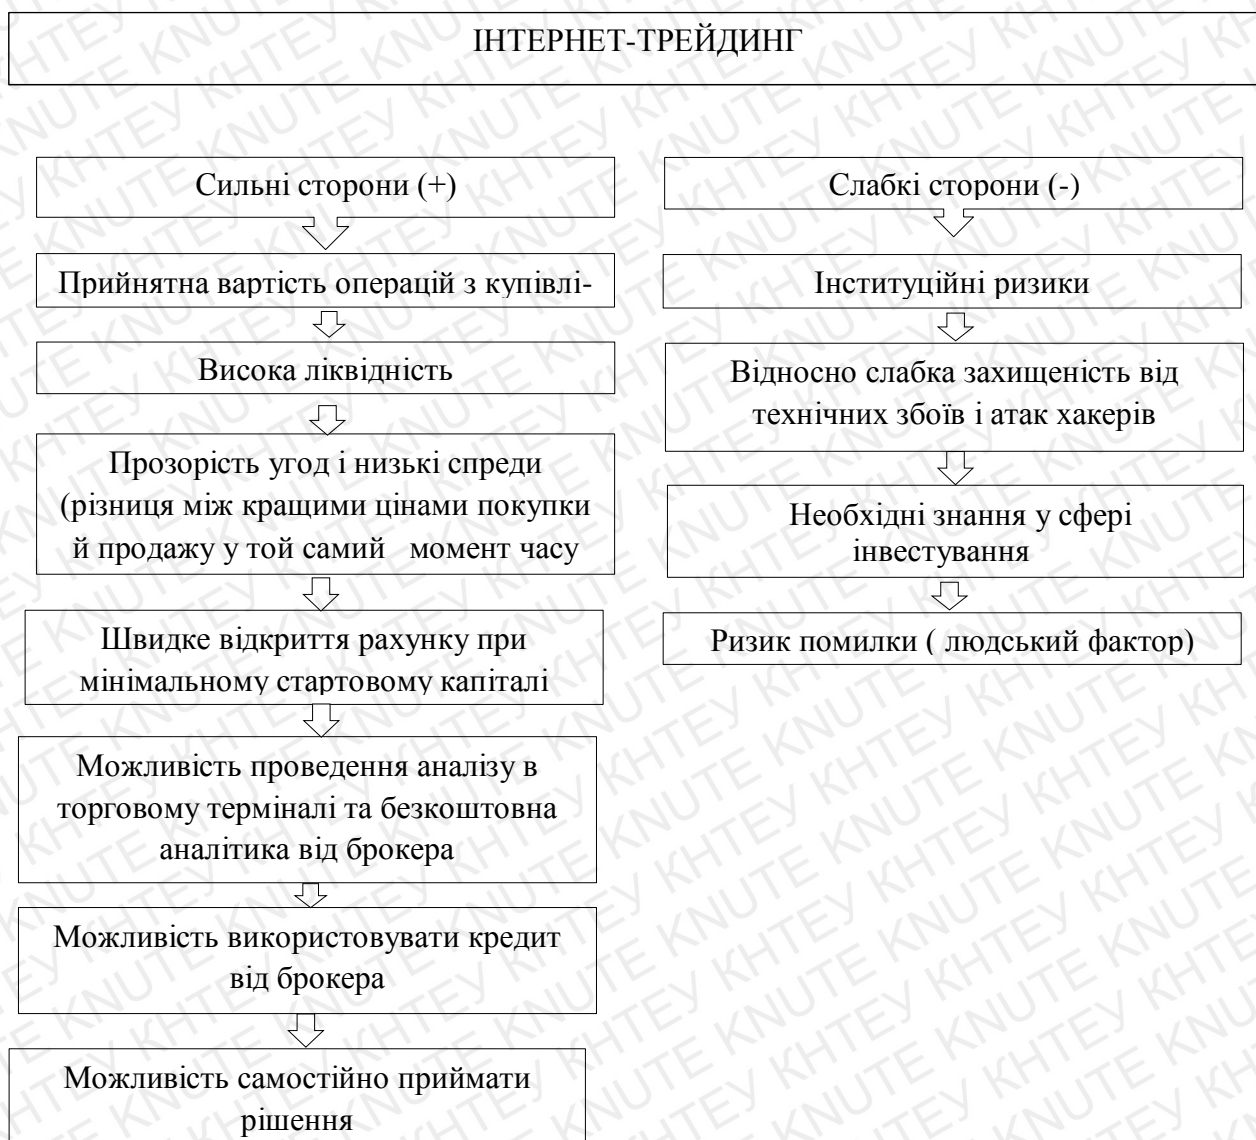 ІНТЕРНЕТ-ТРЕЙДИНГ
Сильні сторони (+)
Прийнятна вартість операцій з купівлі-
Висока ліквідність
Прозорість угод і низькі спреди
(різниця між кращими цінами покупки
й продажу у той самий момент часу
Швидке відкриття рахунку при
мінімальному стартовому капіталі
Можливість проведення аналізу в
торговому терміналі та безкоштовна
аналітика від брокера
Можливість використовувати кредит
від брокера
Можливість самостійно приймати
рішення
Слабкі сторони (-)
Інституційні ризики
Відносно слабка захищеність від
технічних збоїв і атак хакерів
Необхідні знання у сфері
інвестування
Ризик помилки ( людський фактор)